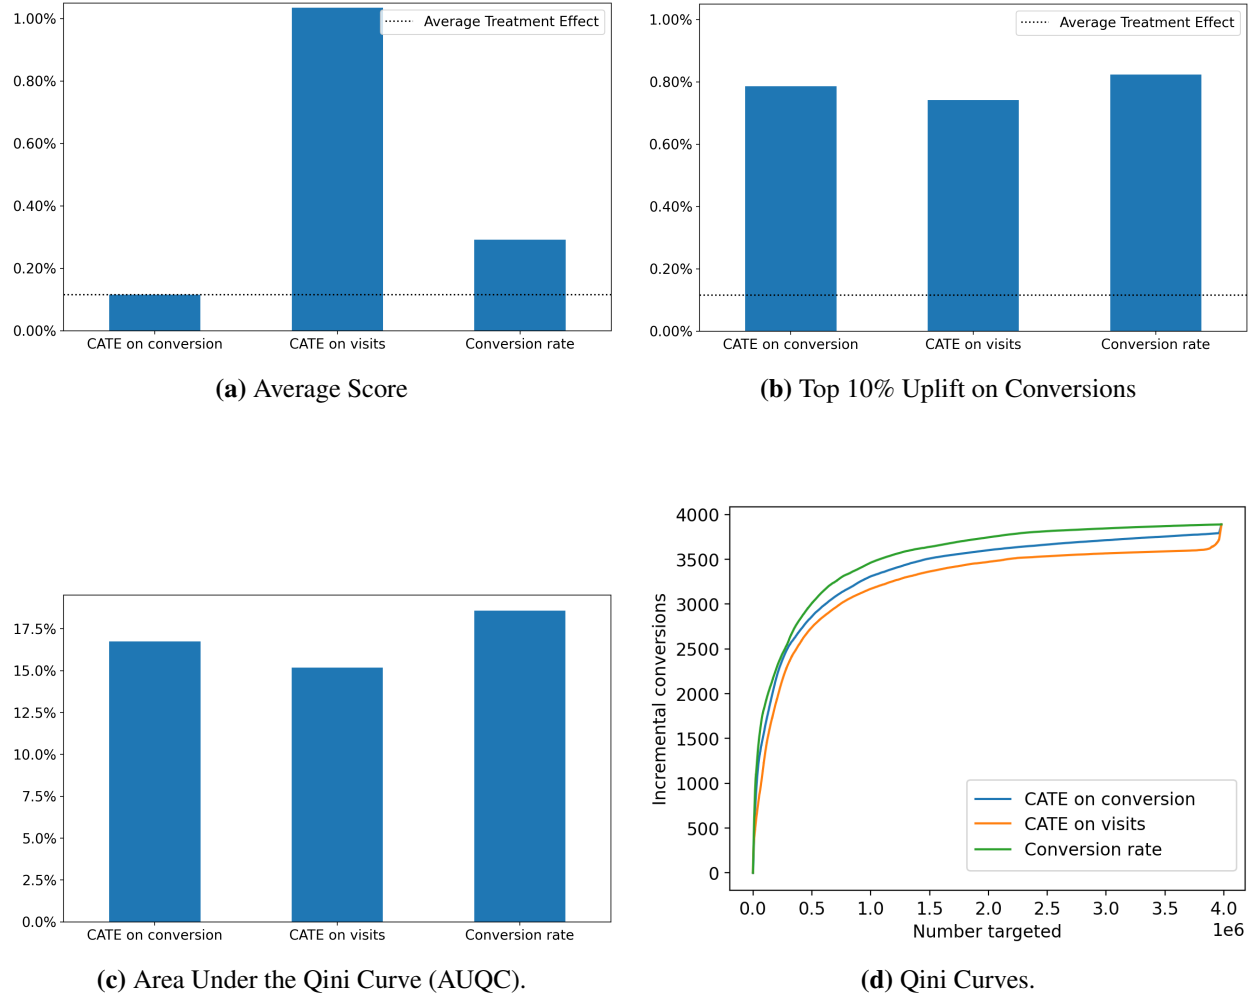 1.00%
0.80%
0.60%
0.40%
0.20%
0.00%
Average Treatment Effect
CATE on conversion
CATE on visits
Conversion rate
(a) Average Score
1.00%
0.80%
0.60%
0.40%
0.20%
0.00%
Average Treatment Effect
CATE on conversion
CATE on visits
Conversion rate
(b) Top 10% Uplift on Conversions
17.5%
15.0%
12.5%
10.0%
7.5%
5.0%
2.5%
0.0%
CATE on conversion
CATE on visits
Conversion rate
(c) Area Under the Qini Curve (AUQC).
Incremental conversions
4000
3500
3000
2500
2000
1500
1000
500
0
CATE on conversion
CATE on visits
Conversion rate
0.0 0.5 1.0 1.5 2.0 2.5 3.0 3.5 4.0
1e6
Number targeted
(d) Qini Curves.